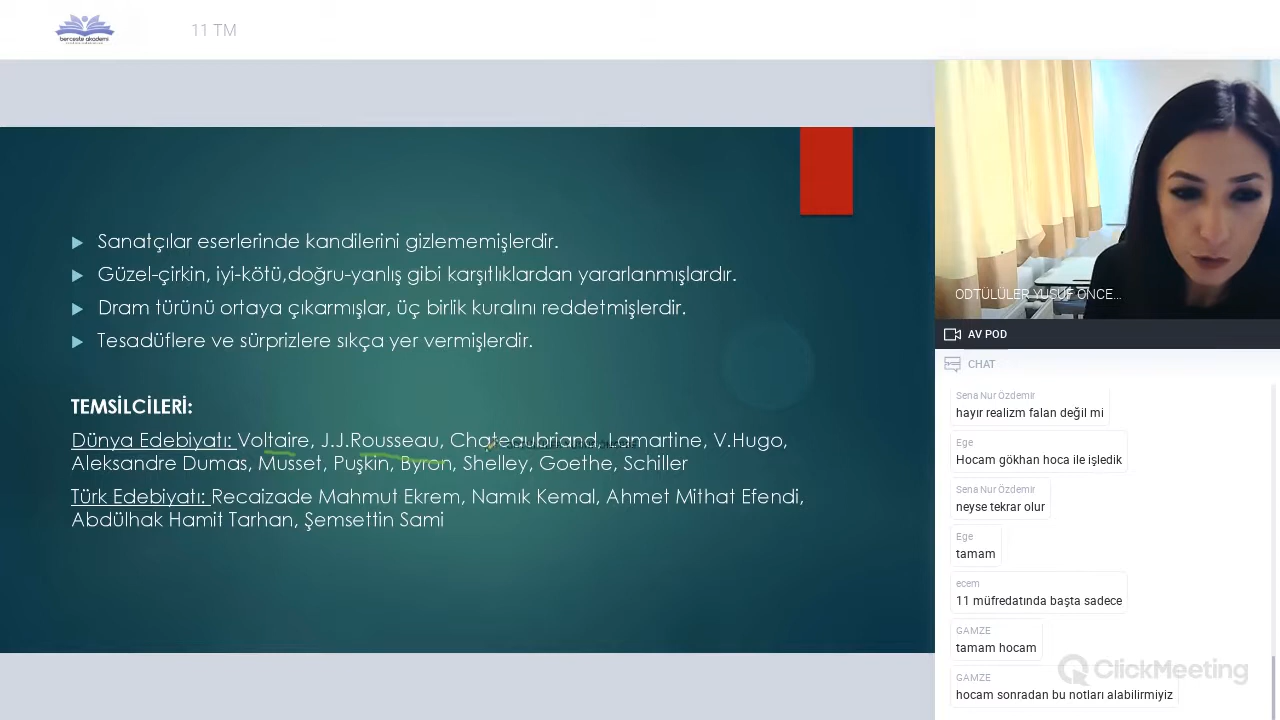 berceste akademi
11 TM
Sanatçılar eserlerinde kandilerini gizlememişlerdir.
Güzel-çirkin, iyi-kötü,doğru-yanlış gibi karşıtlıklardan yararlanmışlardır.
Dram türünü ortaya çıkarmışlar, üç birlik kuralını reddetmişlerdir.
Tesadüflere ve sürprizlere sıkça yer vermişlerdir.
TEMSİLCİLERİ:
Dünya Edebiyatı: Voltaire, J.J.Rousseau, Chateaubriand, Lamartine, V.Hugo,
Aleksandre Dumas, Musset, Puşkin, Byron, Shelley, Goethe, Schiller
Türk Edebiyatı: Recaizade Mahmut Ekrem, Namık Kemal, Ahmet Mithat Efendi,
Abdülhak Hamit Tarhan, Şemsettin Sami
ODTÜLÜLER YUSUF ÖNCE...
AV POD
CHAT
Sena Nur Özdemir
hayır realizm falan değil mi
Ege
Hocam gökhan hoca ile işledik
Sena Nur Özdemir
neyse tekrar olur
Ege
tamam
ecem
11 müfredatında başta sadece
GAMZE
tamam hocam
GAMZE
hocam sonradan bu notları alabilirmiyiz
ClickMeeting